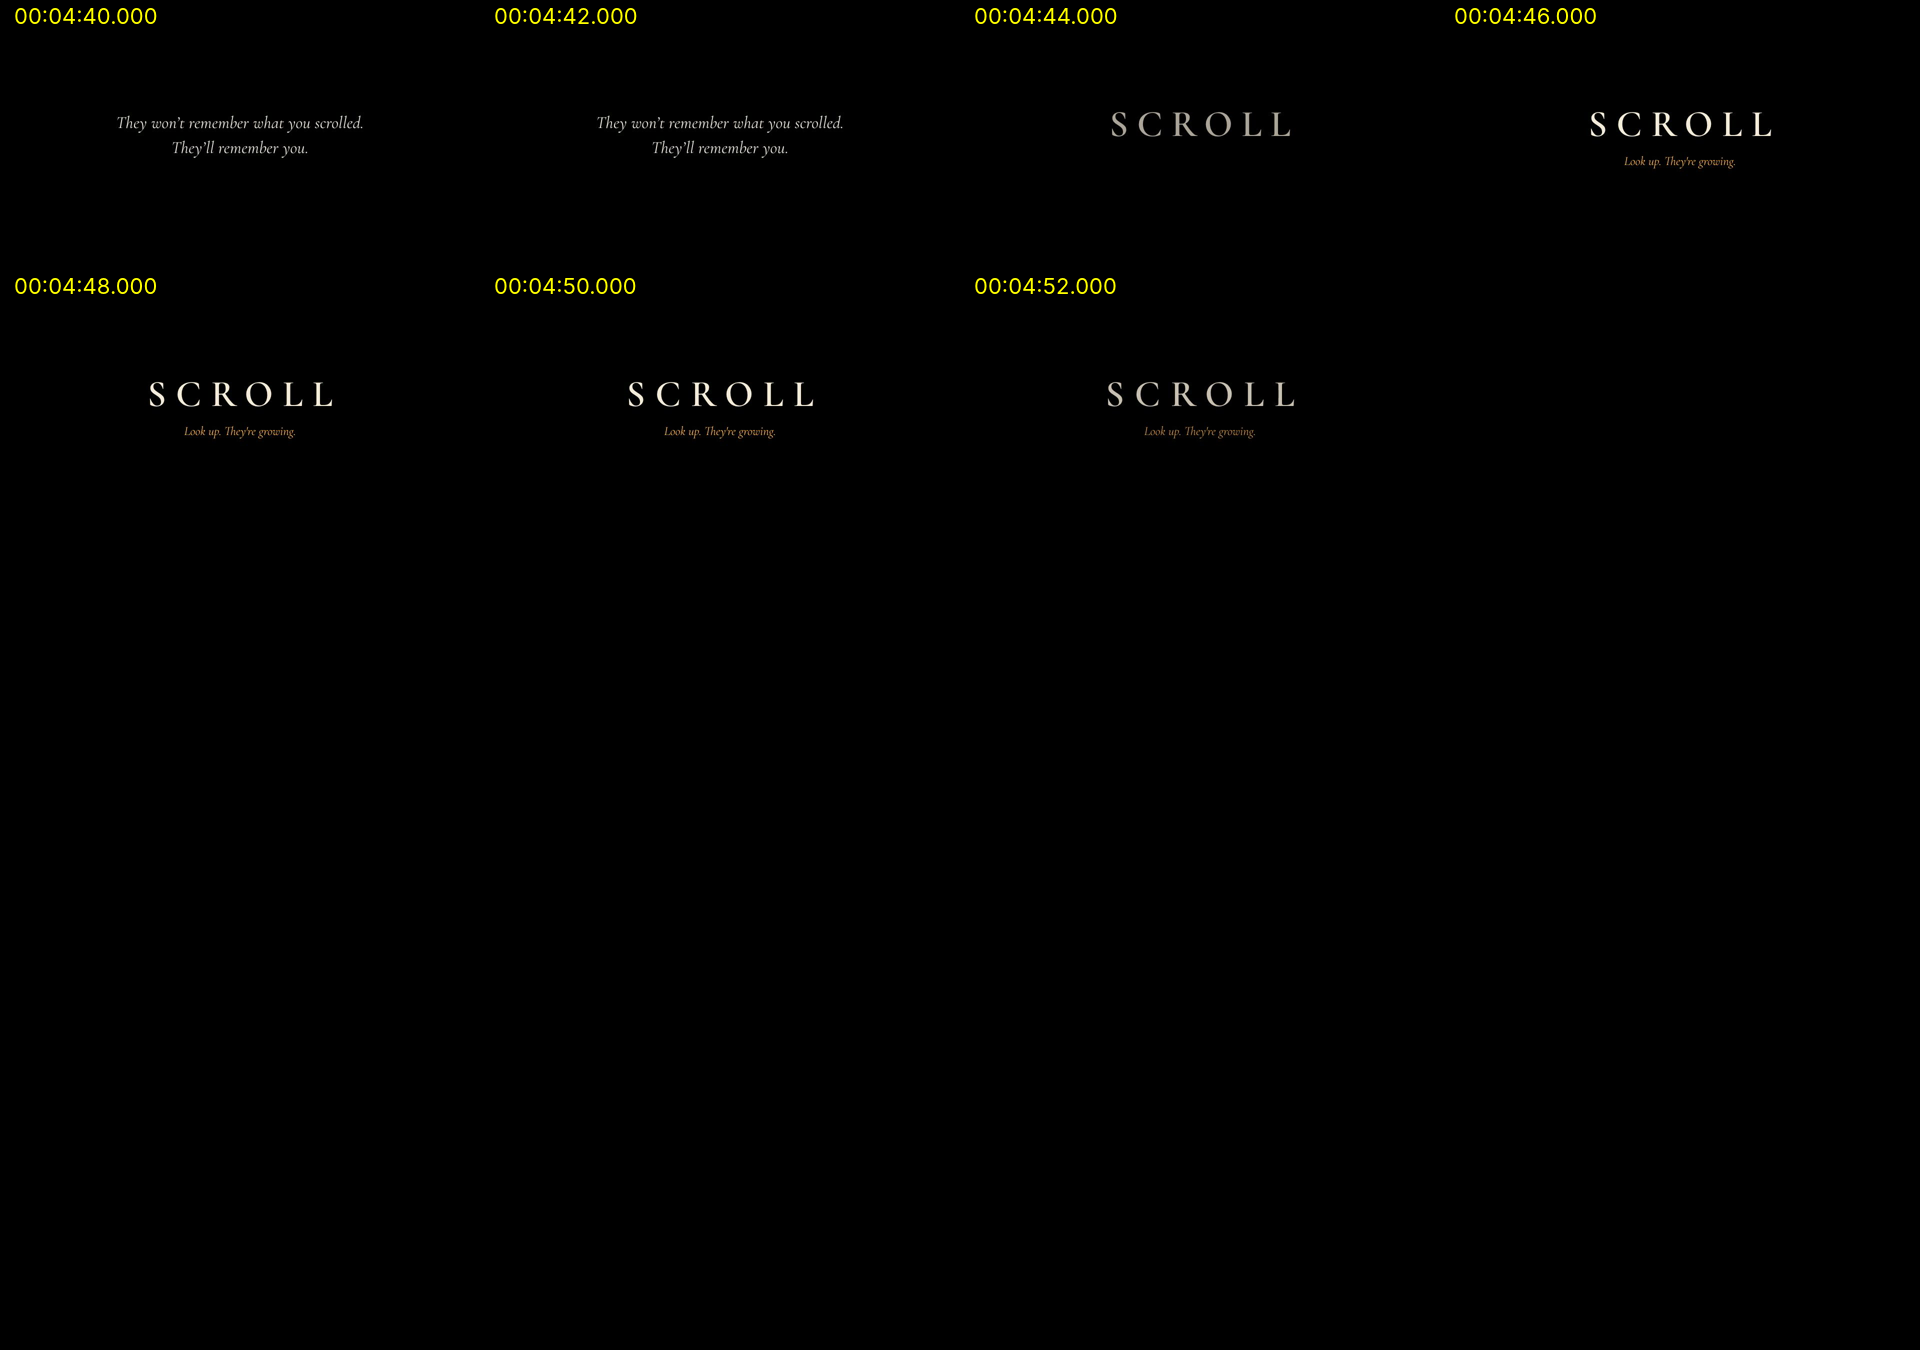 00:04:40.000
They won’t remember what you scrolled.
They’ll remember you.
00:04:42.000
They won’t remember what you scrolled.
They’ll remember you.
00:04:44.000
SCROLL
00:04:46.000
SCROLL
Look up. They're growing.
00:04:48.000
SCROLL
Look up. They're growing.
00:04:50.000
SCROLL
Look up. They're growing.
00:04:52.000
SCROLL
Look up. They're growing.